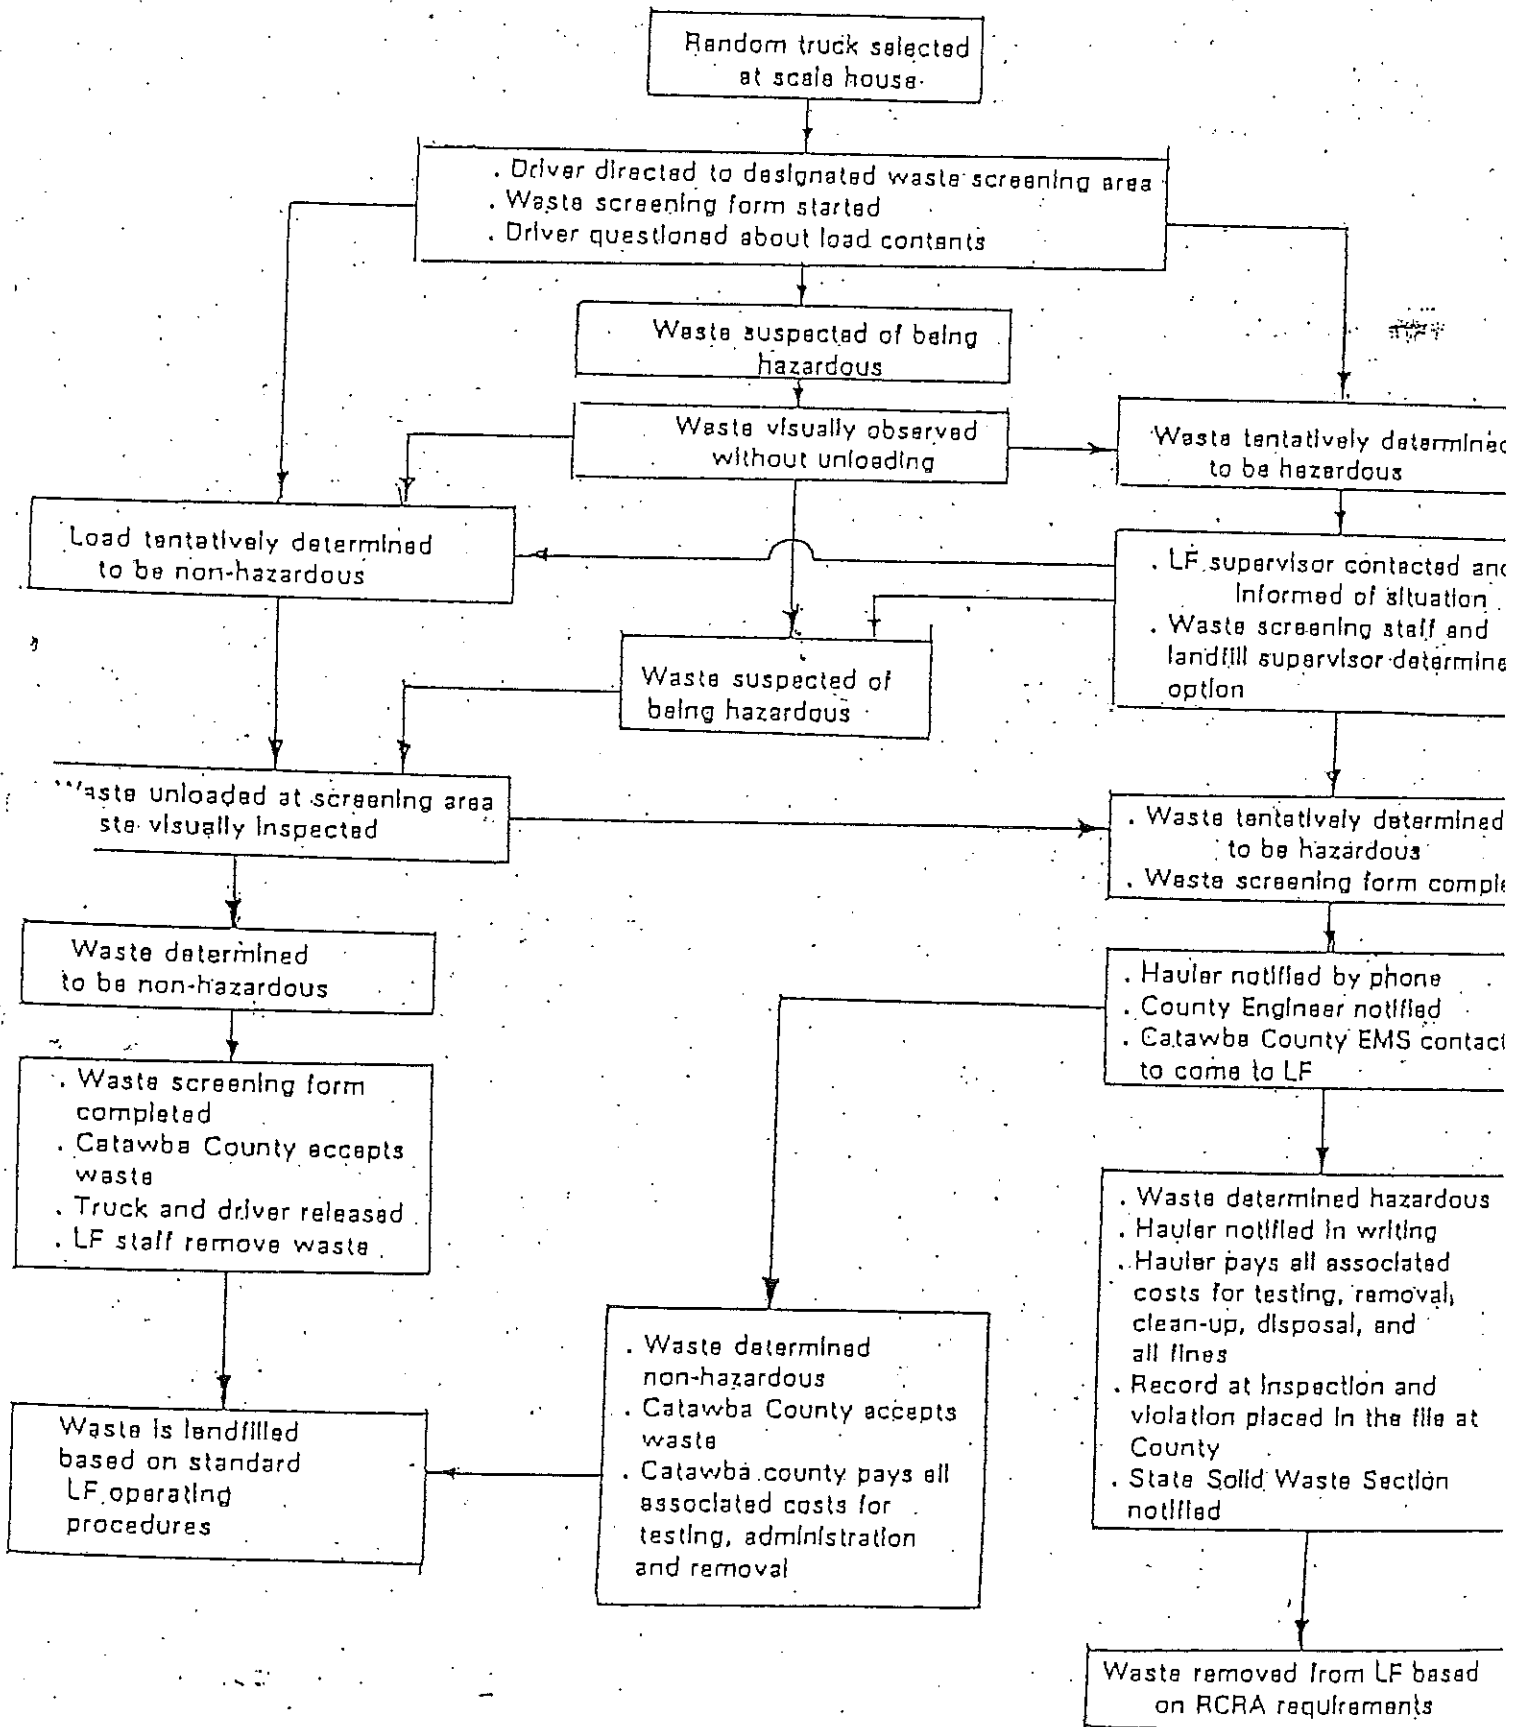 Random truck selected
at scale house
. Driver directed to designated waste screening area
. Waste screening form started
. Driver questioned about load contents
Waste suspected of being
hazardous
Waste visually observed
without unloading
Waste tentatively determined
to be hazardous
Load tentatively determined
to be non-hazardous
. LF supervisor contacted and
informed of situation
. Waste screening staff and
landfill supervisor determine
option
Waste suspected of
being hazardous
Waste unloaded at screening area
ste visually inspected
. Waste tentatively determined
to be hazardous
. Waste screening form comple
Waste determined
to be non-hazardous
. Hauler notified by phone
. County Engineer notified
. Catawba County EMS contact
to come to LF
. Waste screening form
completed
. Catawba County accepts
waste
. Truck and driver released
. LF staff remove waste
. Waste determined hazardous
. Hauler notified in writing
. Hauler pays all associated
costs for testing, removal,
clean-up, disposal, and
all fines
. Record at inspection and
violation placed in the file at
County
. State Solid Waste Section
notified
. Waste determined
non-hazardous
. Catawba County accepts
waste
. Catawba county pays all
associated costs for
testing, administration
and removal
Waste is landfilled
based on standard
LF operating
procedures
Waste removed from LF based
on RCRA requirements